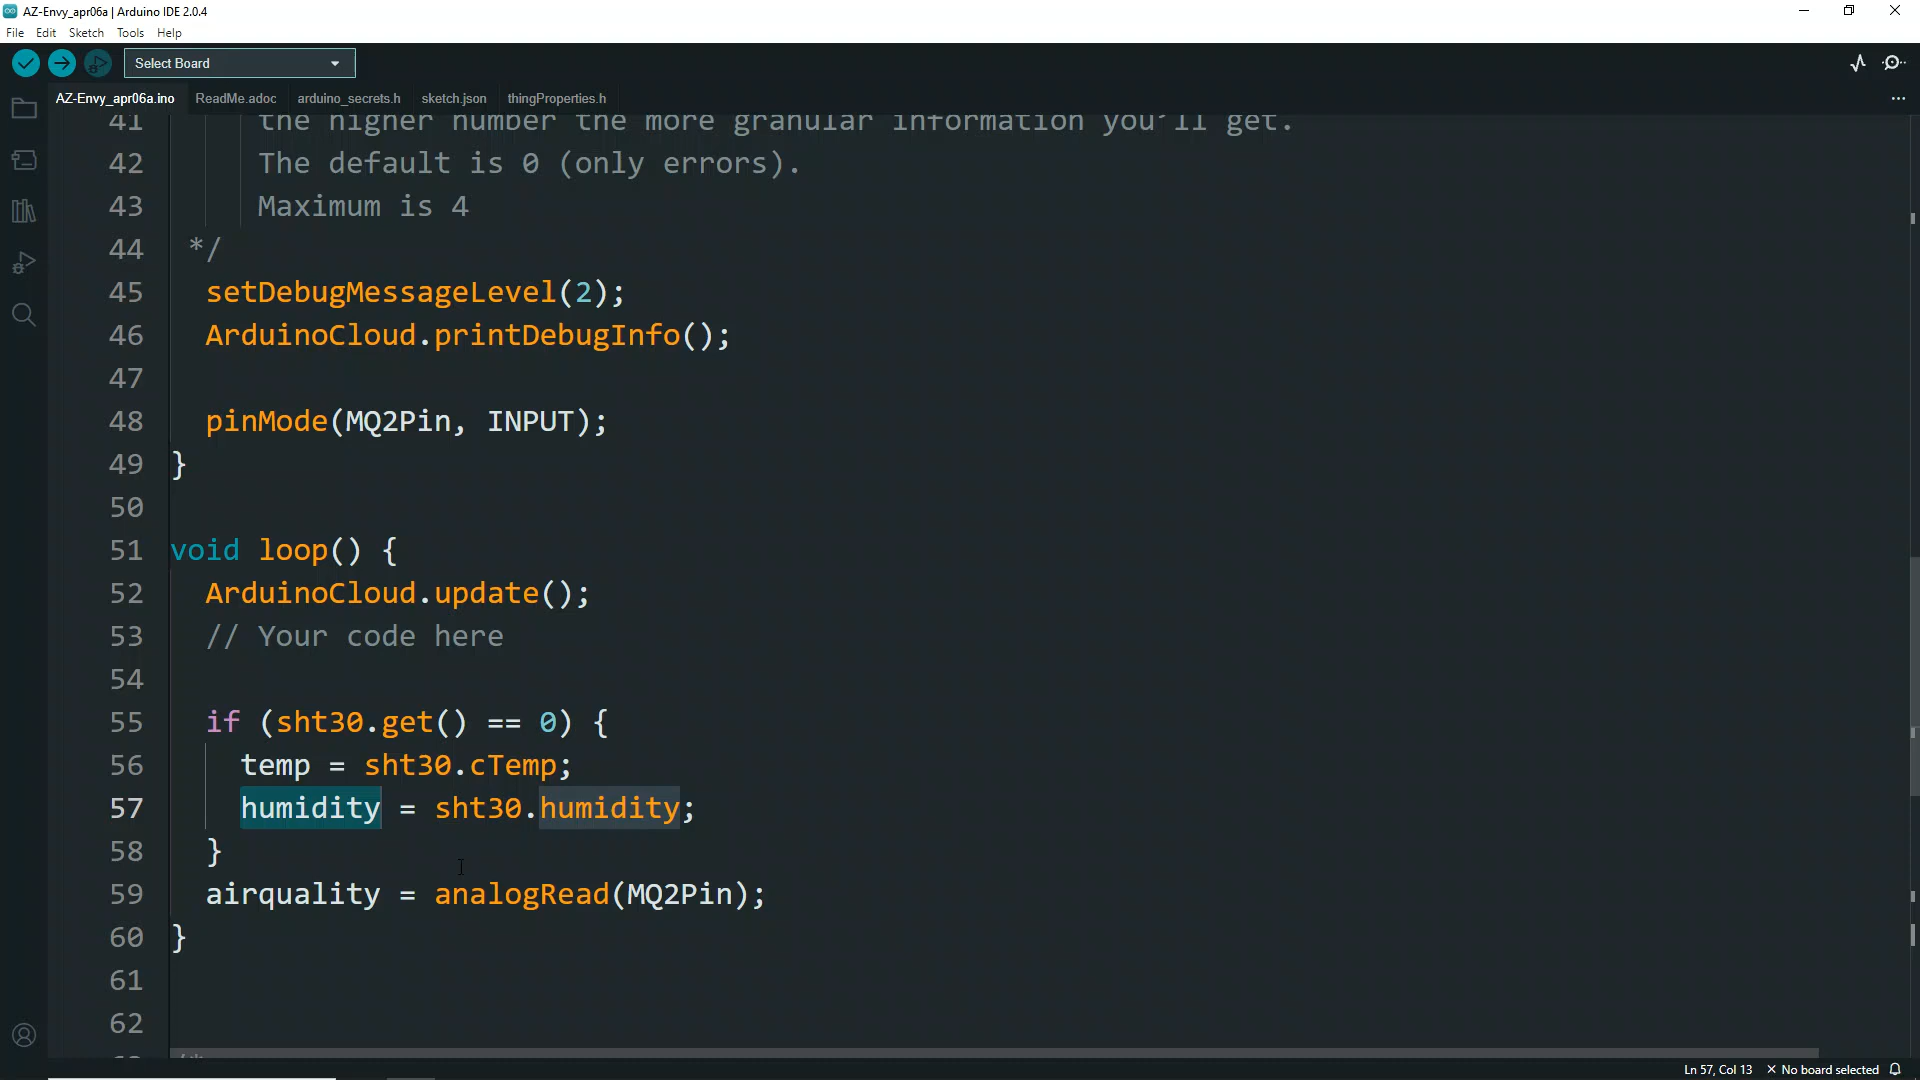 AZ-Envy_apr06a | Arduino IDE 2.0.4
File Edit Sketch Tools Help
Select Board
AZ-Envy_apr06a.ino ReadMe.adoc arduino_secrets.h sketch.json thingProperties.h
41 the higher number the more granular information you'll get.
42 The default is 0 (only errors).
43 Maximum is 4
44 */
45 setDebugMessageLevel(2);
46 ArduinoCloud.printDebugInfo();
47
48 pinMode(MQ2Pin, INPUT);
49 }
50
51 void loop() {
52 ArduinoCloud.update();
53 // Your code here
54
55 if (sht30.get() == 0) {
56 temp = sht30.cTemp;
57 humidity = sht30.humidity;
58 }
59 airquality = analogRead(MQ2Pin);
60 }
61
62
Ln 57, Col 13 × No board selected